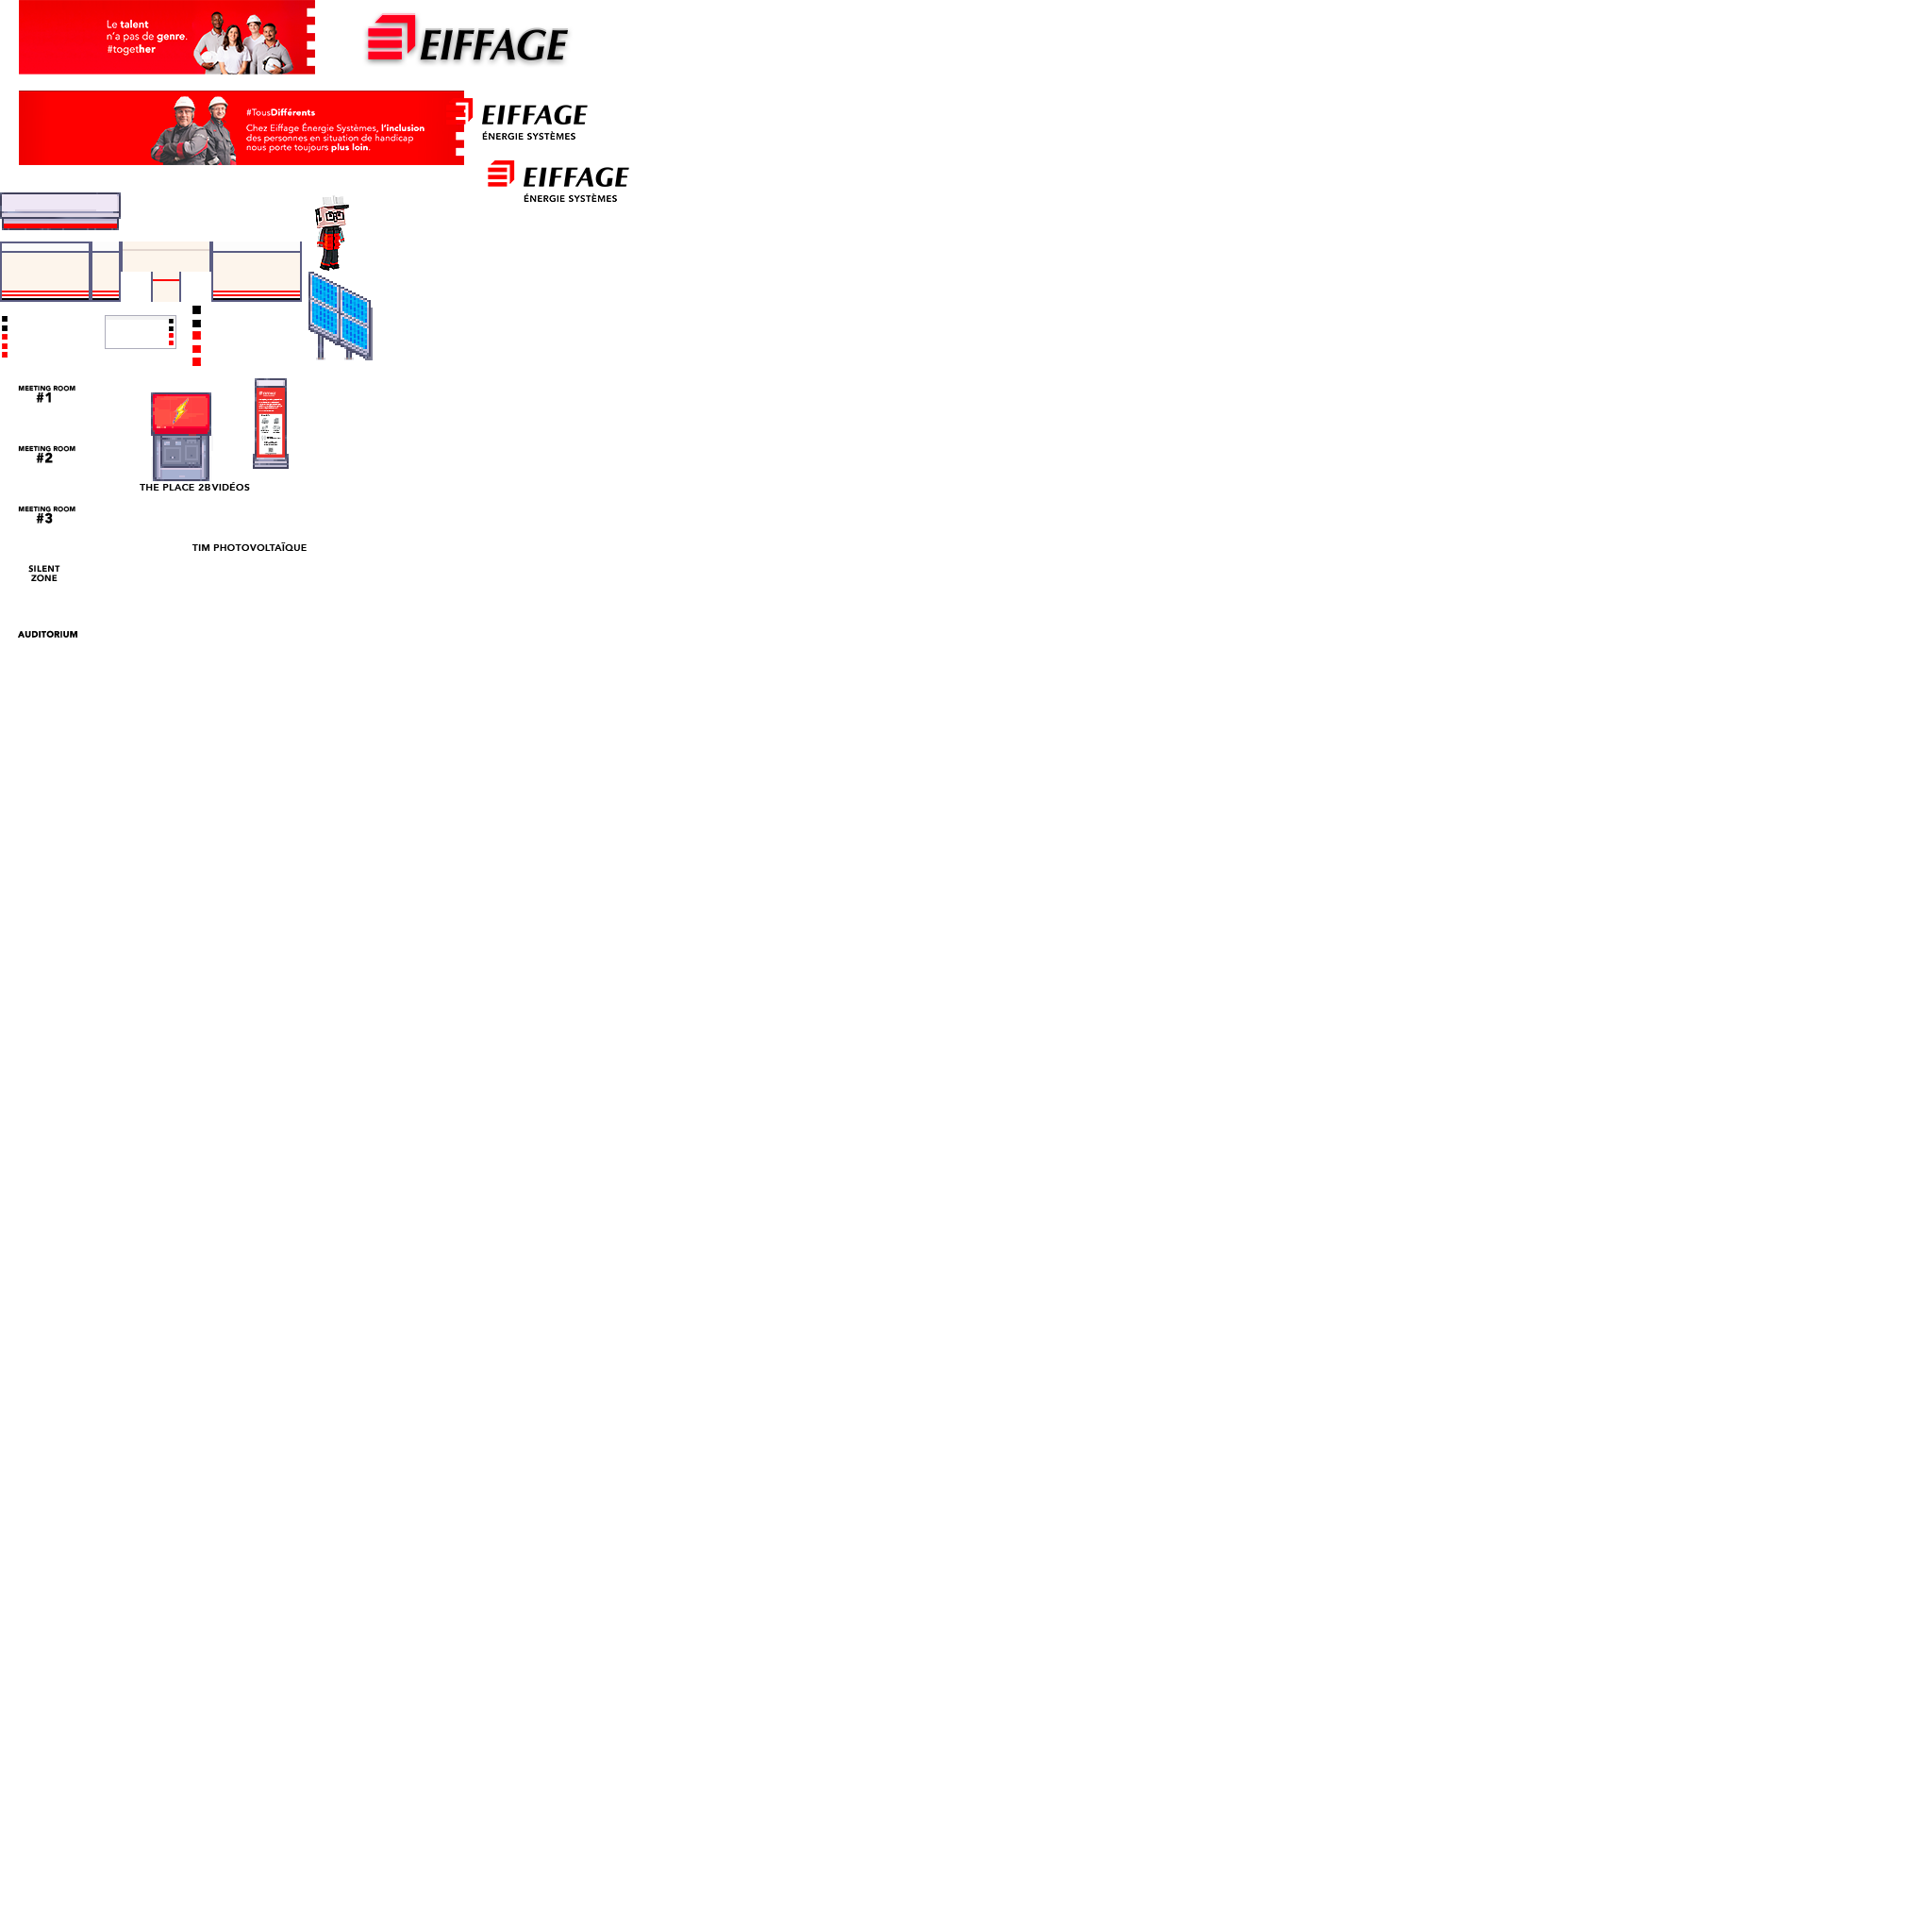 Le talent
n'a pas de genre.
#together
EIFFAGE
#TousDifférents
Chez Eiffage Énergie Systèmes, l'inclusion
des personnes en situation de handicap
nous porte toujours plus loin.
EIFFAGE
ÉNERGIE SYSTÈMES
EIFFAGE
ÉNERGIE SYSTÈMES
MEETING ROOM
#1
MEETING ROOM
#2
MEETING ROOM
#3
THE PLACE 2B VIDÉOS
TIM PHOTOVOLTAÏQUE
SILENT
ZONE
AUDITORIUM